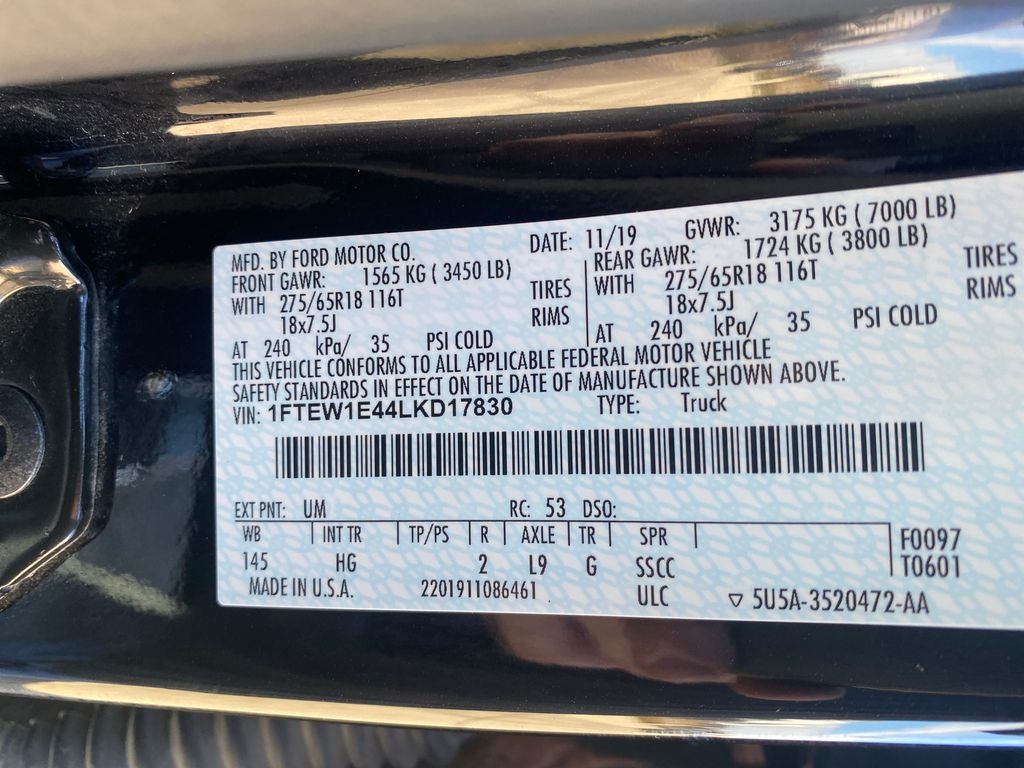 MFD. BY FORD MOTOR CO. DATE: 11/19 GVWR: 3175 KG ( 7000 LB)
FRONT GAWR: 1565 KG ( 3450 LB) REAR GAWR: 1724 KG ( 3800 LB)
WITH 275/65R18 116T TIRES WITH 275/65R18 116T TIRES
18x7.5J RIMS 18x7.5J RIMS
AT 240 kPa/ 35 PSI COLD AT 240 kPa/ 35 PSI COLD
THIS VEHICLE CONFORMS TO ALL APPLICABLE FEDERAL MOTOR VEHICLE
SAFETY STANDARDS IN EFFECT ON THE DATE OF MANUFACTURE SHOWN ABOVE.
VIN: 1FTEW1E44LKD17830 TYPE: Truck
EXT PNT: UM RC: 53 DSO:
WB INT TR TP/PS R AXLE TR SPR F0097
145 HG 2 L9 G SSCC T0601
MADE IN U.S.A. 2201911086461 ULC ▽ 5U5A-3520472-AA